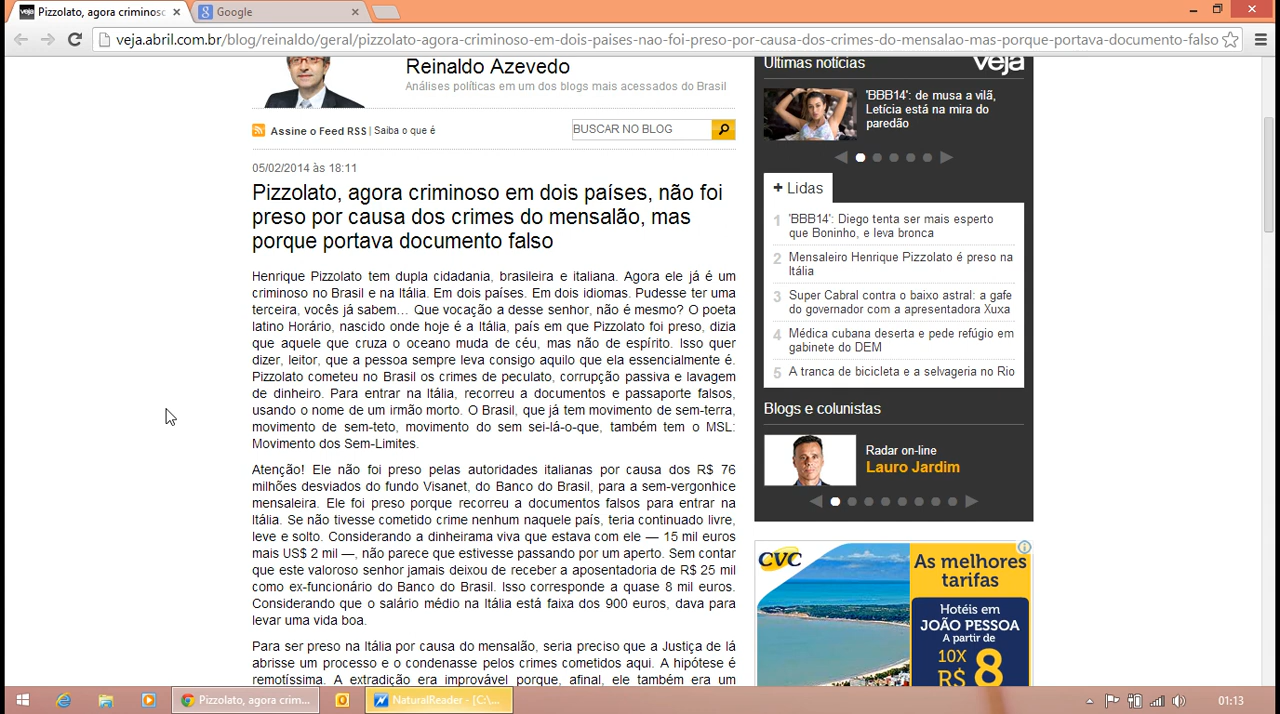 Pizzolato, agora criminoso
Google
veja.abril.com.br/blog/reinaldo/geral/pizzolato-agora-criminoso-em-dois-paises-nao-foi-preso-por-causa-dos-crimes-do-mensalao-mas-porque-portava-documento-falso
Reinaldo Azevedo
Análises políticas em um dos blogs mais acessados do Brasil
Assine o Feed RSS | Saiba o que é
BUSCAR NO BLOG
05/02/2014 às 18:11
Pizzolato, agora criminoso em dois países, não foi
preso por causa dos crimes do mensalão, mas
porque portava documento falso
Henrique Pizzolato tem dupla cidadania, brasileira e italiana. Agora ele já é um
criminoso no Brasil e na Itália. Em dois países. Em dois idiomas. Pudesse ter uma
terceira, vocês já sabem… Que vocação a desse senhor, não é mesmo? O poeta
latino Horário, nascido onde hoje é a Itália, país em que Pizzolato foi preso, dizia
que aquele que cruza o oceano muda de céu, mas não de espírito. Isso quer
dizer, leitor, que a pessoa sempre leva consigo aquilo que ela essencialmente é.
Pizzolato cometeu no Brasil os crimes de peculato, corrupção passiva e lavagem
de dinheiro. Para entrar na Itália, recorreu a documentos e passaporte falsos,
usando o nome de um irmão morto. O Brasil, que já tem movimento de sem-terra,
movimento de sem-teto, movimento do sem sei-lá-o-que, também tem o MSL:
Movimento dos Sem-Limites.
Atenção! Ele não foi preso pelas autoridades italianas por causa dos R$ 76
milhões desviados do fundo Visanet, do Banco do Brasil, para a sem-vergonhice
mensaleira. Ele foi preso porque recorreu a documentos falsos para entrar na
Itália. Se não tivesse cometido crime nenhum naquele país, teria continuado livre,
leve e solto. Considerando a dinheirama viva que estava com ele — 15 mil euros
mais US$ 2 mil —, não parece que estivesse passando por um aperto. Sem contar
que este amoroso senhor jamais deixou de receber a aposentadoria de R$ 25 mil
como ex-funcionário do Banco do Brasil. Isso corresponde a quase 8 mil euros.
Considerando que o salário médio na Itália está faixa dos 900 euros, dava para
levar uma vida boa.
Para ser preso na Itália por causa do mensalão, seria preciso que a Justiça de lá
abrisse um processo e o condenasse pelos crimes cometidos aqui. A hipótese é
remotíssima. A extradição era improvável porque, afinal, ele também era um
Últimas notícias
veja
'BBB14': de musa a vilã,
Letícia está na mira do
paredão
+ Lidas
1 'BBB14': Diego tenta ser mais esperto
que Boninho, e leva bronca
2 Mensaleiro Henrique Pizzolato é preso na
Itália
3 Super Cabral contra o baixo astral: a gafe
do governador com a apresentadora Xuxa
4 Médica cubana deserta e pede refúgio em
gabinete do DEM
5 A tranca de bicicleta e a selvageria no Rio
Blogs e colunistas
Radar on-line
Lauro Jardim
CVC
As melhores
tarifas
Hotéis em
JOÃO PESSOA
A partir de
10X
R$ 8
Pizzolato, agora crim...
NaturalReader - [C:\...
01:13